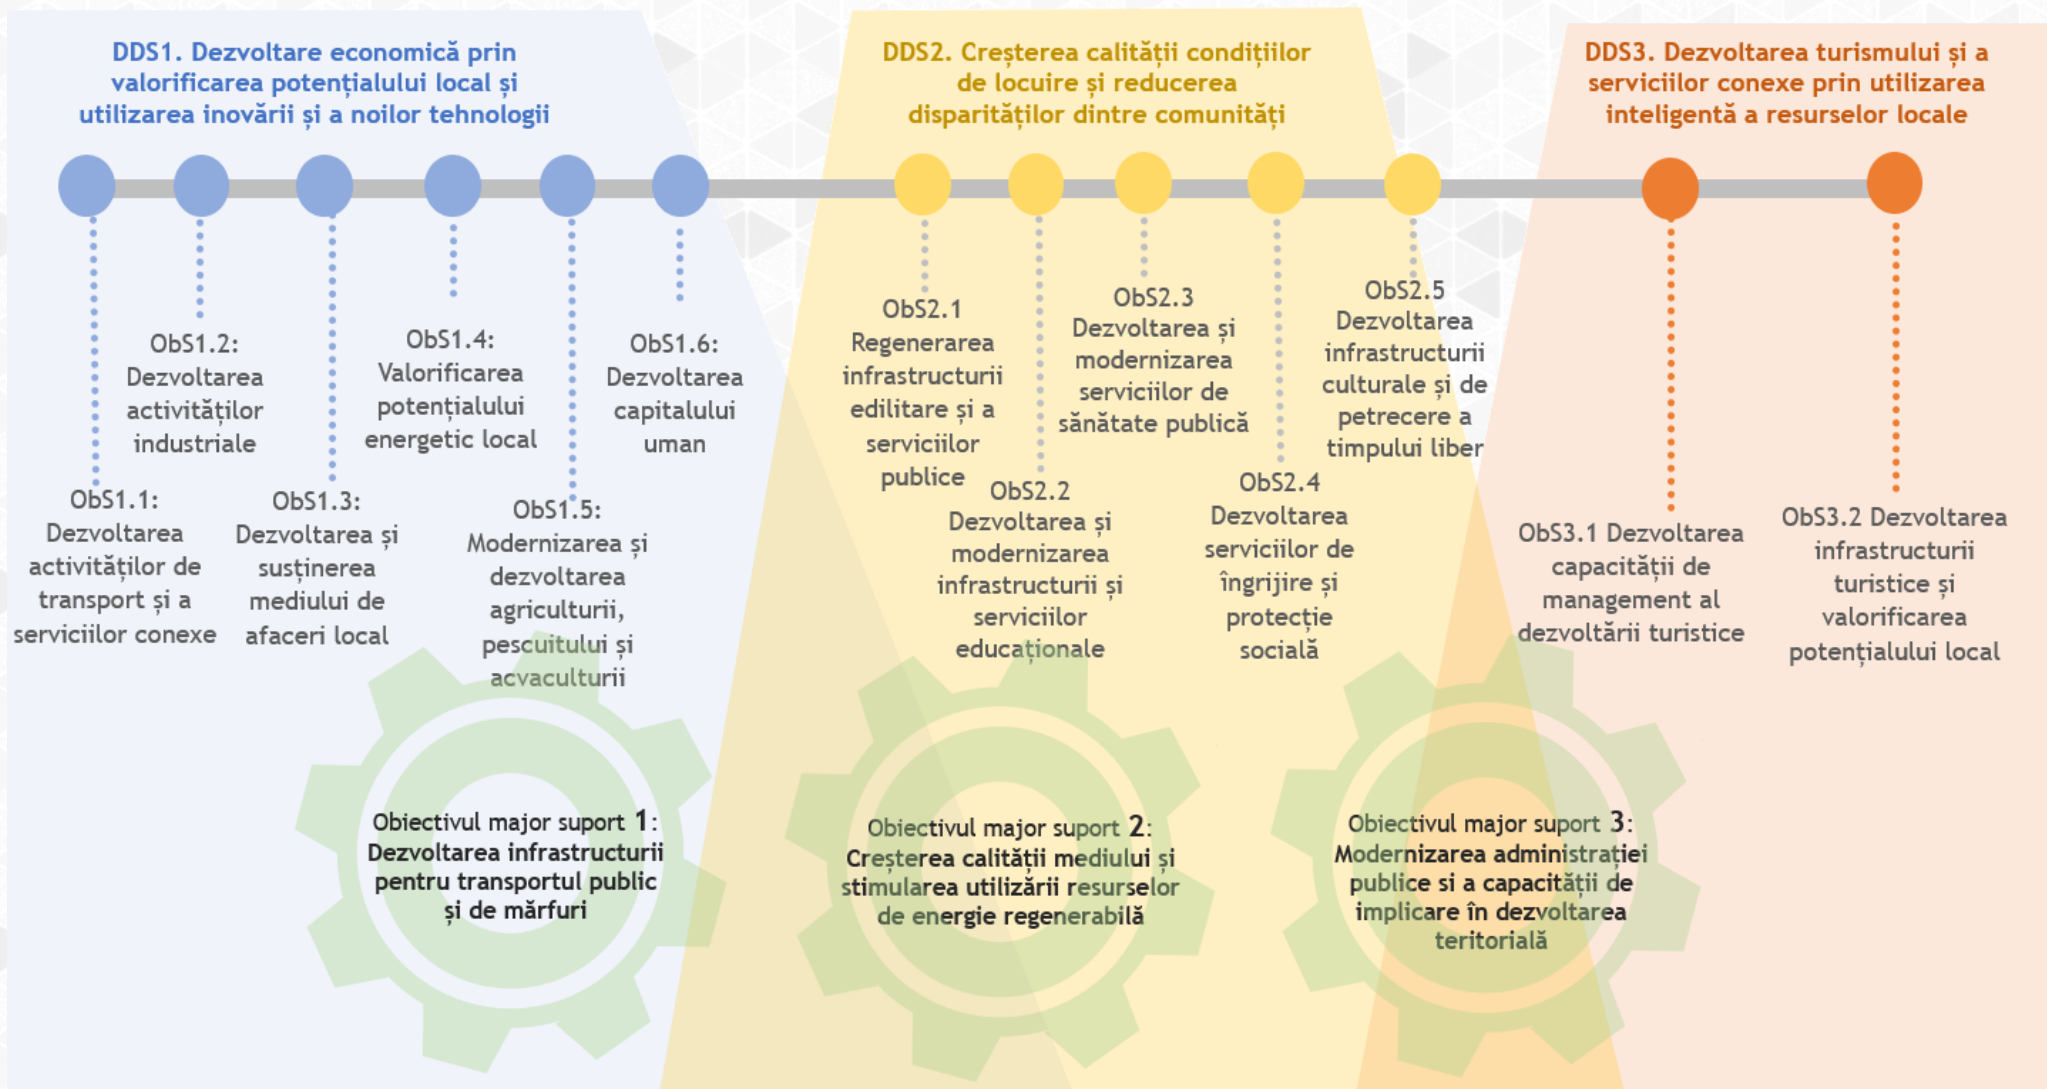 DDS1. Dezvoltare economică prin
valorificarea potențialului local și
utilizarea inovării și a noilor tehnologii
DDS2. Creșterea calității condițiilor
de locuire și reducerea
disparităților dintre comunități
DDS3. Dezvoltarea turismului și a
serviciilor conexe prin utilizarea
inteligentă a resurselor locale
ObS1.1:
Dezvoltarea
activităților de
transport și a
serviciilor conexe
ObS1.2:
Dezvoltarea
activităților
industriale
ObS1.3:
Dezvoltarea și
susținerea
mediului de
afaceri local
ObS1.4:
Valorificarea
potențialului
energetic local
ObS1.5:
Modernizarea și
dezvoltarea
agriculturii,
pescuitului și
acvaculturii
ObS1.6:
Dezvoltarea
capitalului
uman
ObS2.1
Regenerarea
infrastructurii
edilitare și a
serviciilor
publice
ObS2.2
Dezvoltarea și
modernizarea
infrastructurii și
serviciilor
educaționale
ObS2.3
Dezvoltarea și
modernizarea
serviciilor de
sănătate publică
ObS2.4
Dezvoltarea
serviciilor de
îngrijire și
protecție
socială
ObS2.5
Dezvoltarea
infrastructurii
culturale și de
petrecere a
timpului liber
ObS3.1 Dezvoltarea
capacității de
management al
dezvoltării turistice
ObS3.2 Dezvoltarea
infrastructurii
turistice și
valorificarea
potențialului local
Obiectivul major suport 1:
Dezvoltarea infrastructurii
pentru transportul public
și de mărfuri
Obiectivul major suport 2:
Creșterea calității mediului și
stimularea utilizării resurselor
de energie regenerabilă
Obiectivul major suport 3:
Modernizarea administrației
publice si a capacității de
implicare în dezvoltarea
teritorială